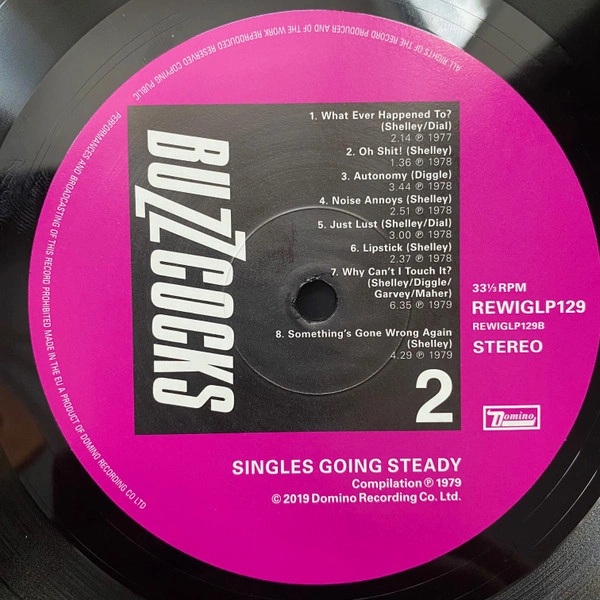 ALL RIGHTS OF THE RECORD PRODUCER AND OF THE OWNER OF THE WORK REPRODUCED RESERVED COPYING PUBLIC
PERFORMANCES AND BROADCASTING OF THIS RECORD PROHIBITED MADE IN THE EU A PRODUCT OF DOMINO RECORDING CO LTD
BUZZCOCKS
1. What Ever Happened To?
(Shelley/Dial)
2.14 ℗ 1977
2. Oh Shit! (Shelley)
1.36 ℗ 1978
3. Autonomy (Diggle)
3.44 ℗ 1978
4. Noise Annoys (Shelley)
2.51 ℗ 1978
5. Just Lust (Shelley/Dial)
3.00 ℗ 1978
6. Lipstick (Shelley)
2.37 ℗ 1978
7. Why Can't I Touch It?
(Shelley/Diggle/
Garvey/Maher)
6.35 ℗ 1979
8. Something's Gone Wrong Again
(Shelley)
4.29 ℗ 1979
2
33⅓ RPM
REWIGLP129
REWIGLP129B
STEREO
Domino
SINGLES GOING STEADY
Compilation ℗ 1979
© 2019 Domino Recording Co. Ltd.